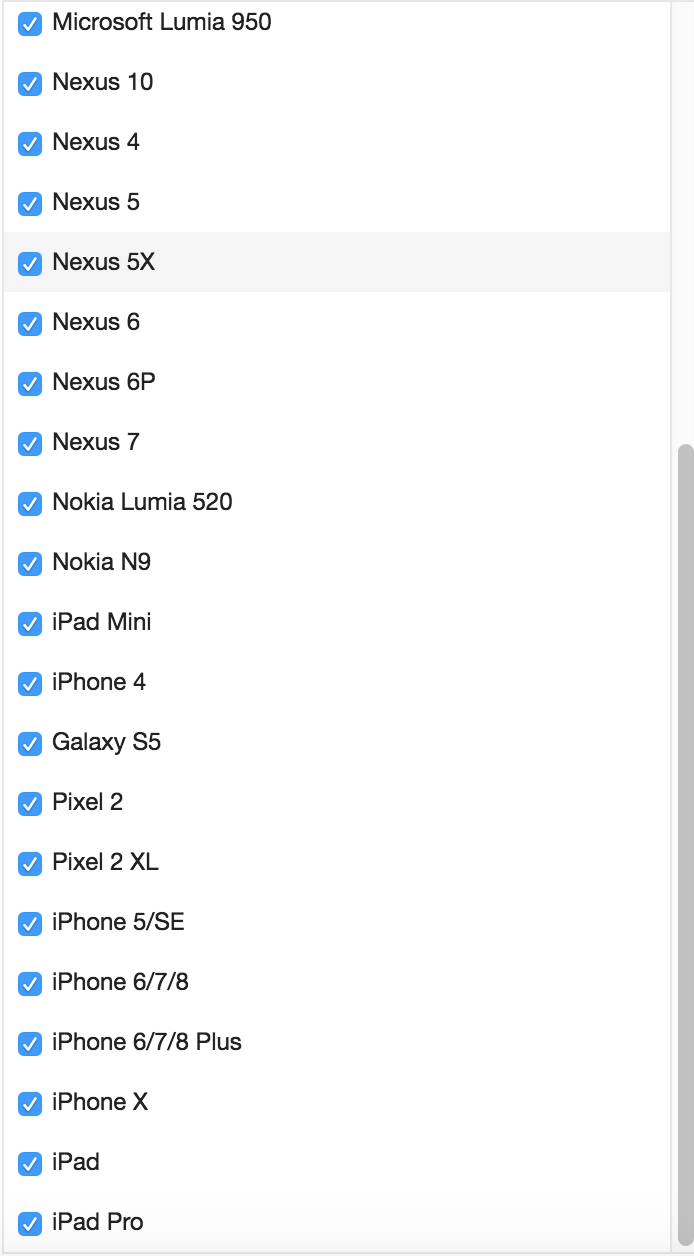 Microsoft Lumia 950
Nexus 10
Nexus 4
Nexus 5
Nexus 5X
Nexus 6
Nexus 6P
Nexus 7
Nokia Lumia 520
Nokia N9
iPad Mini
iPhone 4
Galaxy S5
Pixel 2
Pixel 2 XL
iPhone 5/SE
iPhone 6/7/8
iPhone 6/7/8 Plus
iPhone X
iPad
iPad Pro